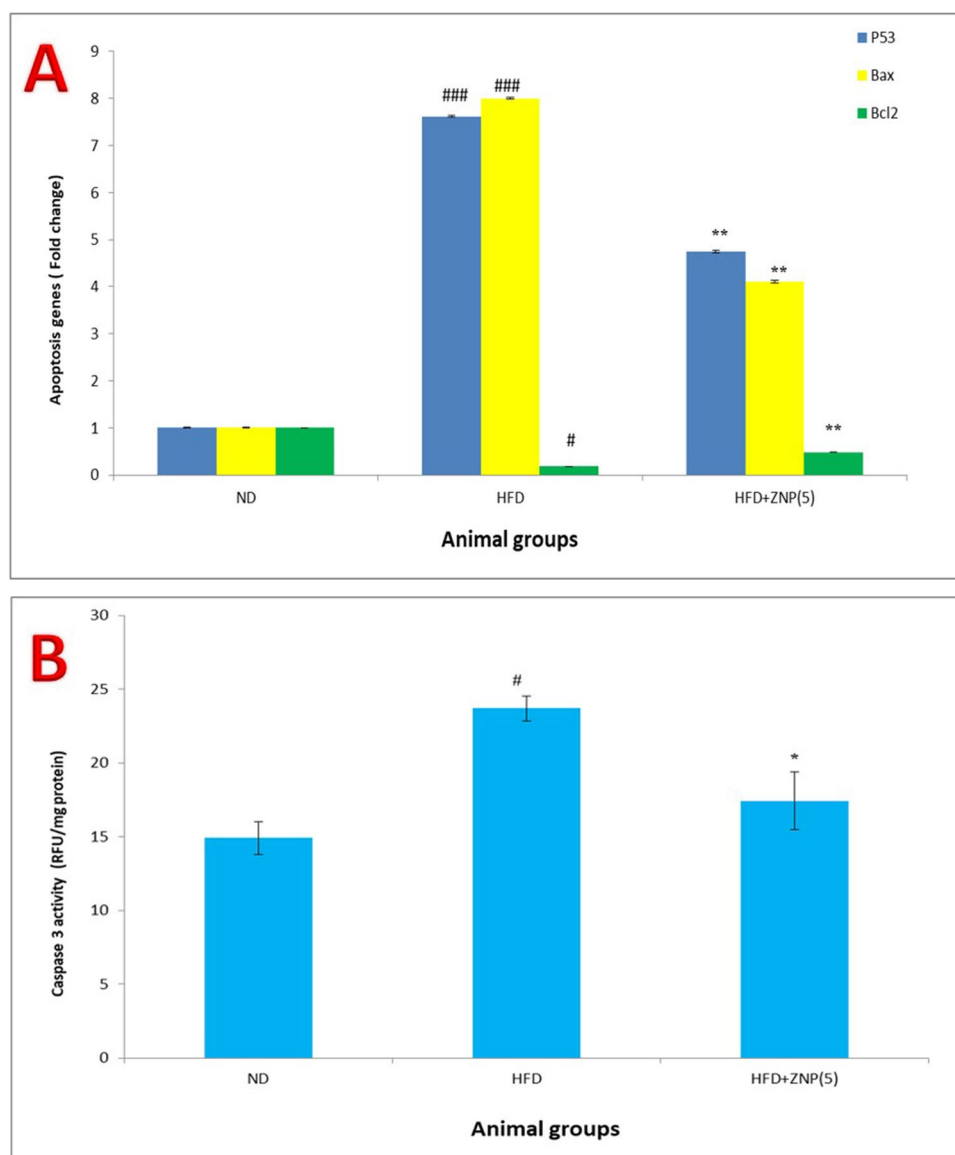 A
P53
Bax
Bcl2
Apoptosis genes ( Fold change)
9
8
7
6
5
4
3
2
1
0
### ###
#
** **
**
ND HFD HFD+ZNP(5)
Animal groups
B
Caspase 3 activity (RFU/mg protein)
30
25
20
15
10
5
0
#
*
ND HFD HFD+ZNP(5)
Animal groups